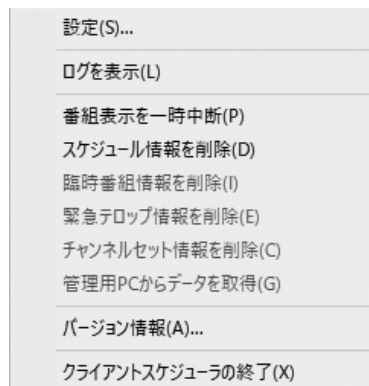 設定(S)...
ログを表示(L)
番組表示を一時中断(P)
スケジュール情報を削除(D)
臨時番組情報を削除(I)
緊急テロップ情報を削除(E)
チャンネルセット情報を削除(C)
管理用PCからデータを取得(G)
バージョン情報(A)...
クライアントスケジューラの終了(X)